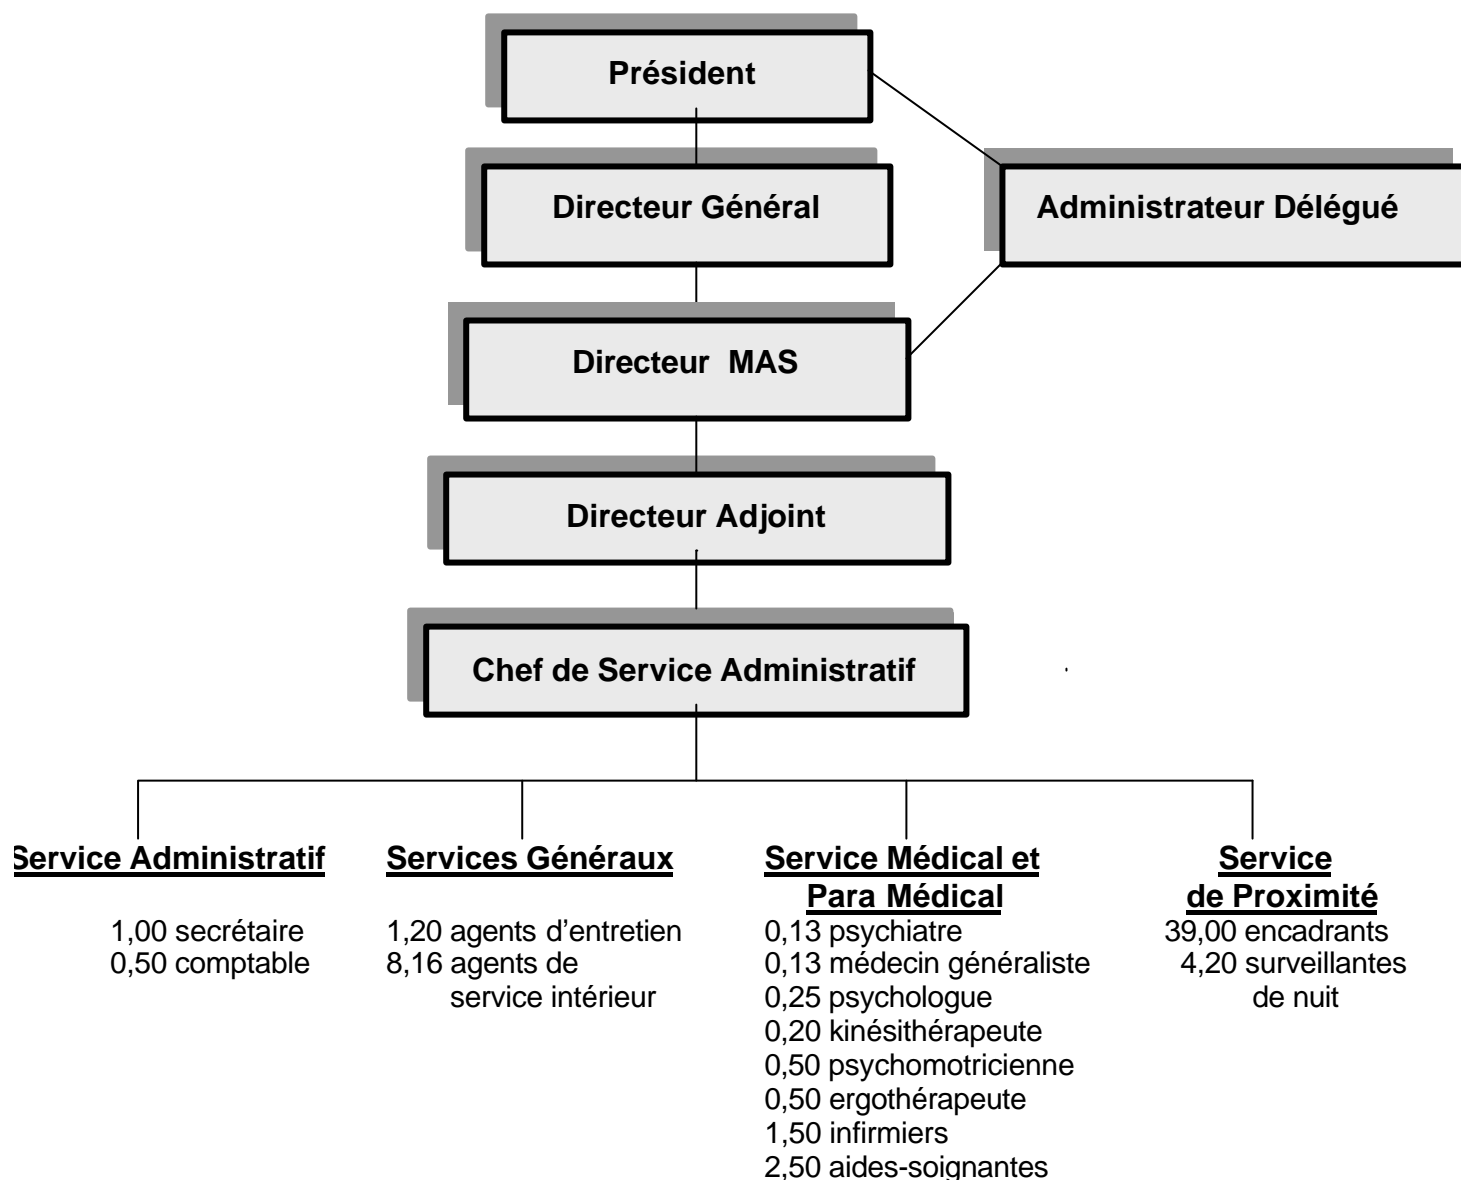 Président
Directeur Général
Administrateur Délégué
Directeur MAS
Directeur Adjoint
Chef de Service Administratif
Service Administratif
1,00 secrétaire
0,50 comptable
Services Généraux
1,20 agents d’entretien
8,16 agents de
service intérieur
Service Médical et
Para Médical
0,13 psychiatre
0,13 médecin généraliste
0,25 psychologue
0,20 kinésithérapeute
0,50 psychomotricienne
0,50 ergothérapeute
1,50 infirmiers
2,50 aides-soignantes
Service
de Proximité
39,00 encadrants
4,20 surveillantes
de nuit